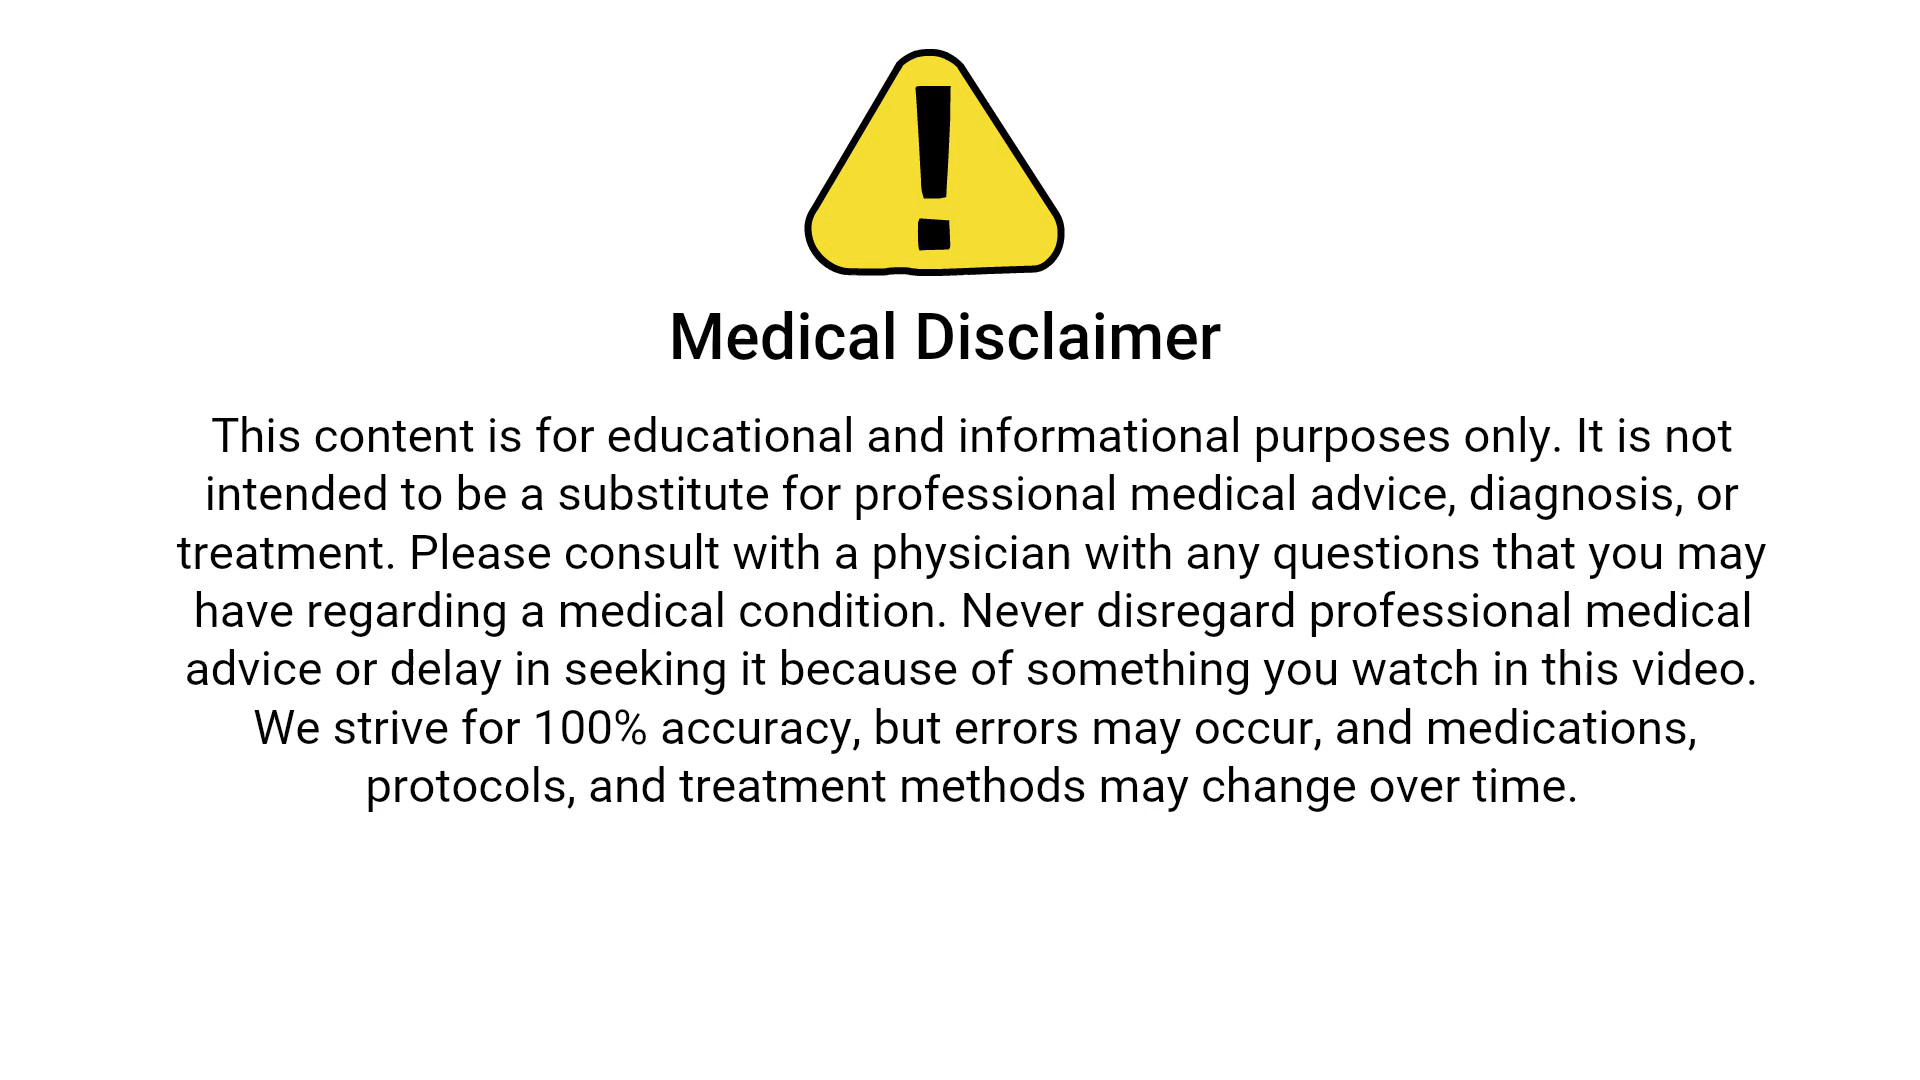 Medical Disclaimer
This content is for educational and informational purposes only. It is not
intended to be a substitute for professional medical advice, diagnosis, or
treatment. Please consult with a physician with any questions that you may
have regarding a medical condition. Never disregard professional medical
advice or delay in seeking it because of something you watch in this video.
We strive for 100% accuracy, but errors may occur, and medications,
protocols, and treatment methods may change over time.